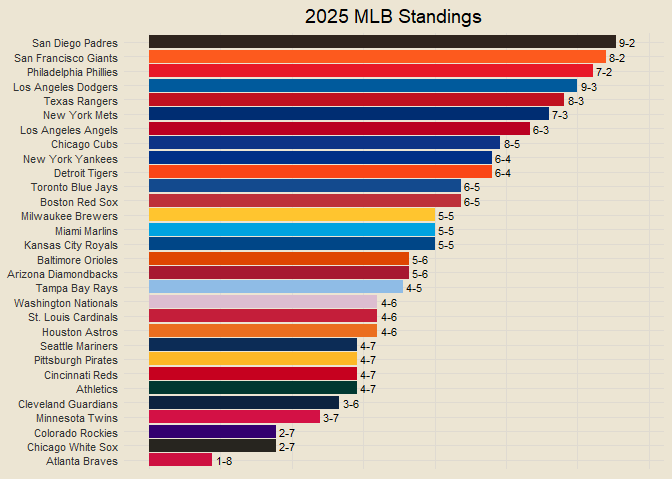 2025 MLB Standings
San Diego Padres 9-2
San Francisco Giants 8-2
Philadelphia Phillies 7-2
Los Angeles Dodgers 9-3
Texas Rangers 8-3
New York Mets 7-3
Los Angeles Angels 6-3
Chicago Cubs 8-5
New York Yankees 6-4
Detroit Tigers 6-4
Toronto Blue Jays 6-5
Boston Red Sox 6-5
Milwaukee Brewers 5-5
Miami Marlins 5-5
Kansas City Royals 5-5
Baltimore Orioles 5-6
Arizona Diamondbacks 5-6
Tampa Bay Rays 4-5
Washington Nationals 4-6
St. Louis Cardinals 4-6
Houston Astros 4-6
Seattle Mariners 4-7
Pittsburgh Pirates 4-7
Cincinnati Reds 4-7
Athletics 4-7
Cleveland Guardians 3-6
Minnesota Twins 3-7
Colorado Rockies 2-7
Chicago White Sox 2-7
Atlanta Braves 1-8